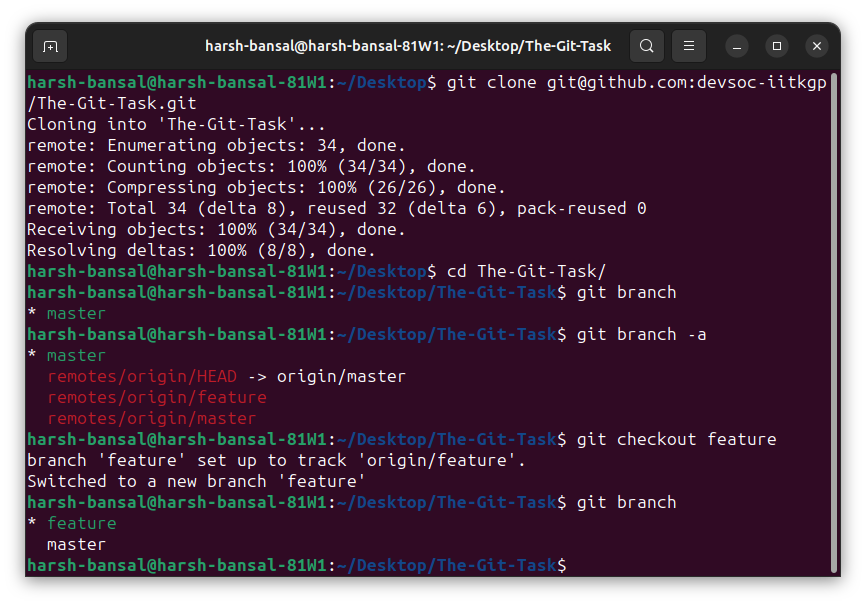 harsh-bansal@harsh-bansal-81W1: ~/Desktop/The-Git-Task
harsh-bansal@harsh-bansal-81W1:~/Desktop$ git clone git@github.com:devsoc-iitkgp
/The-Git-Task.git
Cloning into 'The-Git-Task'...
remote: Enumerating objects: 34, done.
remote: Counting objects: 100% (34/34), done.
remote: Compressing objects: 100% (26/26), done.
remote: Total 34 (delta 8), reused 32 (delta 6), pack-reused 0
Receiving objects: 100% (34/34), done.
Resolving deltas: 100% (8/8), done.
harsh-bansal@harsh-bansal-81W1:~/Desktop$ cd The-Git-Task/
harsh-bansal@harsh-bansal-81W1:~/Desktop/The-Git-Task$ git branch
* master
harsh-bansal@harsh-bansal-81W1:~/Desktop/The-Git-Task$ git branch -a
* master
  remotes/origin/HEAD -> origin/master
  remotes/origin/feature
  remotes/origin/master
harsh-bansal@harsh-bansal-81W1:~/Desktop/The-Git-Task$ git checkout feature
branch 'feature' set up to track 'origin/feature'.
Switched to a new branch 'feature'
harsh-bansal@harsh-bansal-81W1:~/Desktop/The-Git-Task$ git branch
* feature
  master
harsh-bansal@harsh-bansal-81W1:~/Desktop/The-Git-Task$